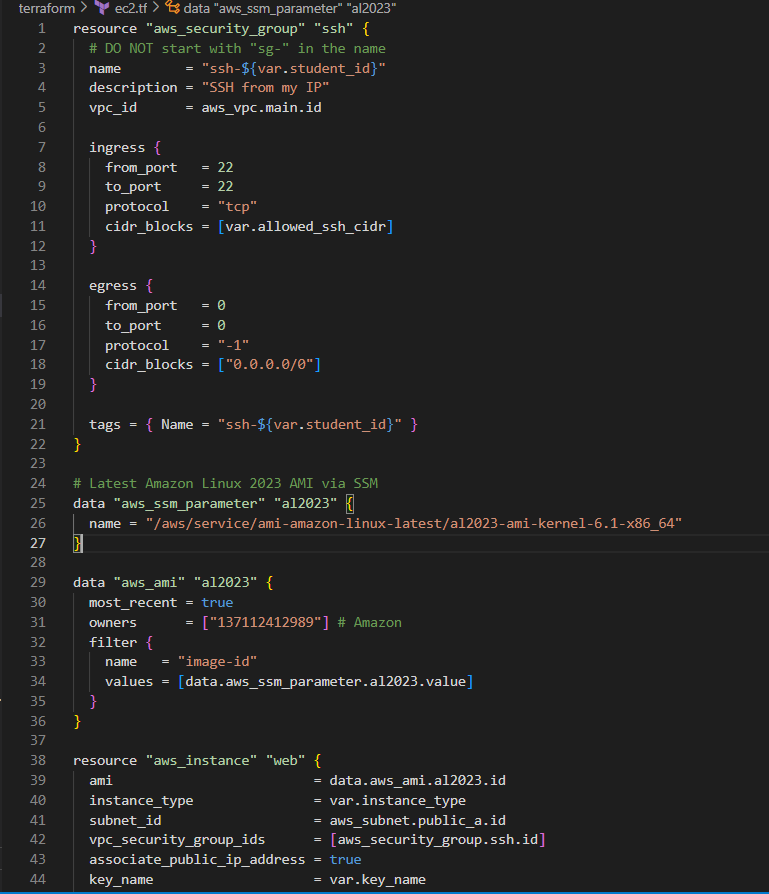 terraform > ec2.tf > data "aws_ssm_parameter" "al2023"
1 resource "aws_security_group" "ssh" {
2   # DO NOT start with "sg-" in the name
3   name        = "ssh-${var.student_id}"
4   description = "SSH from my IP"
5   vpc_id      = aws_vpc.main.id
6
7   ingress {
8     from_port   = 22
9     to_port     = 22
10     protocol    = "tcp"
11     cidr_blocks = [var.allowed_ssh_cidr]
12   }
13
14   egress {
15     from_port   = 0
16     to_port     = 0
17     protocol    = "-1"
18     cidr_blocks = ["0.0.0.0/0"]
19   }
20
21   tags = { Name = "ssh-${var.student_id}" }
22 }
23
24 # Latest Amazon Linux 2023 AMI via SSM
25 data "aws_ssm_parameter" "al2023" {
26   name = "/aws/service/ami-amazon-linux-latest/al2023-ami-kernel-6.1-x86_64"
27 }
28
29 data "aws_ami" "al2023" {
30   most_recent = true
31   owners      = ["137112412989"] # Amazon
32   filter {
33     name   = "image-id"
34     values = [data.aws_ssm_parameter.al2023.value]
35   }
36 }
37
38 resource "aws_instance" "web" {
39   ami                         = data.aws_ami.al2023.id
40   instance_type               = var.instance_type
41   subnet_id                   = aws_subnet.public_a.id
42   vpc_security_group_ids      = [aws_security_group.ssh.id]
43   associate_public_ip_address = true
44   key_name                    = var.key_name